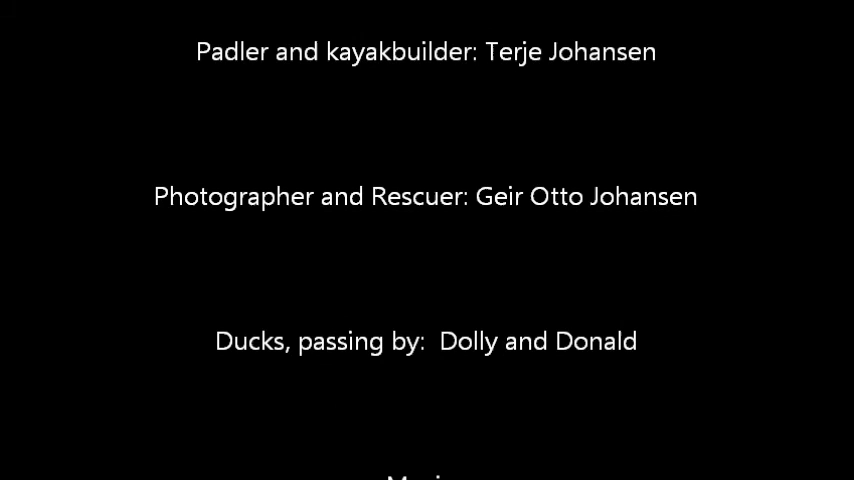 Padler and kayakbuilder: Terje Johansen
Photographer and Rescuer: Geir Otto Johansen
Ducks, passing by:  Dolly and Donald